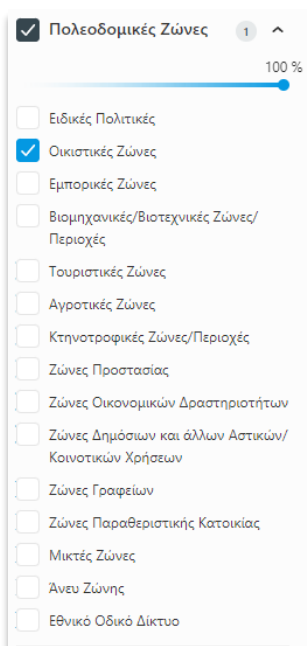 Πολεοδομικές Ζώνες 1
100 %
Ειδικές Πολιτικές
Οικιστικές Ζώνες
Εμπορικές Ζώνες
Βιομηχανικές/Βιοτεχνικές Ζώνες/
Περιοχές
Τουριστικές Ζώνες
Αγροτικές Ζώνες
Κτηνοτροφικές Ζώνες/Περιοχές
Ζώνες Προστασίας
Ζώνες Οικονομικών Δραστηριοτήτων
Ζώνες Δημόσιων και άλλων Αστικών/
Κοινοτικών Χρήσεων
Ζώνες Γραφείων
Ζώνες Παραθεριστικής Κατοικίας
Μικτές Ζώνες
Άνευ Ζώνης
Εθνικό Οδικό Δίκτυο